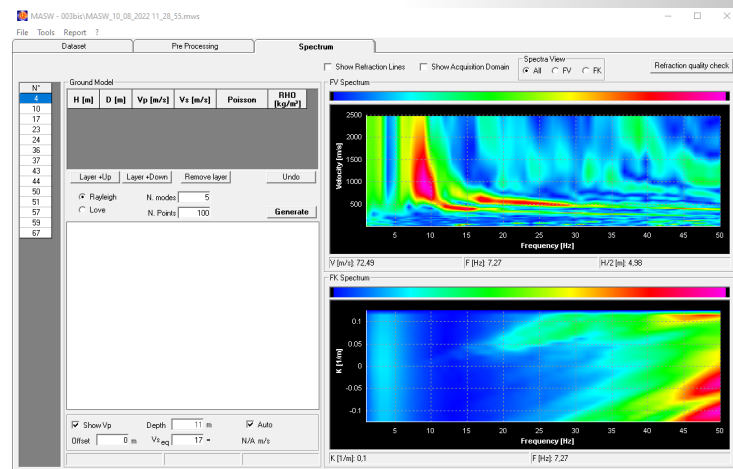 MASW - 003bis\MASW_10_08_2022 11_28_55.mws
File Tools Report ?
Dataset Pre Processing Spectrum
Show Refraction Lines Show Acquisition Domain Spectra View All FV FK Refraction quality check
N°
4
10
17
23
24
36
37
43
44
50
51
57
59
67
Ground Model
H [m] D [m] Vp [m/s] Vs [m/s] Poisson RHO [kg/m³]
Layer +Up Layer +Down Remove layer Undo
Rayleigh N. modes 5
Love N. Points 100 Generate
Show Vp Depth 11 m Auto
Offset 0 m Vs eq 17 = N/A m/s
FV Spectrum
Velocity [m/s]
2500
2000
1500
1000
500
5 10 15 20 25 30 35 40 45 50
Frequency [Hz]
V [m/s]: 72,49 F [Hz]: 7,27 H/2 [m]: 4,98
FK Spectrum
K [1/m]
0.1
0.05
0
-0.05
-0.1
5 10 15 20 25 30 35 40 45 50
Frequency [Hz]
K [1/m]: 0,1 F [Hz]: 7,27